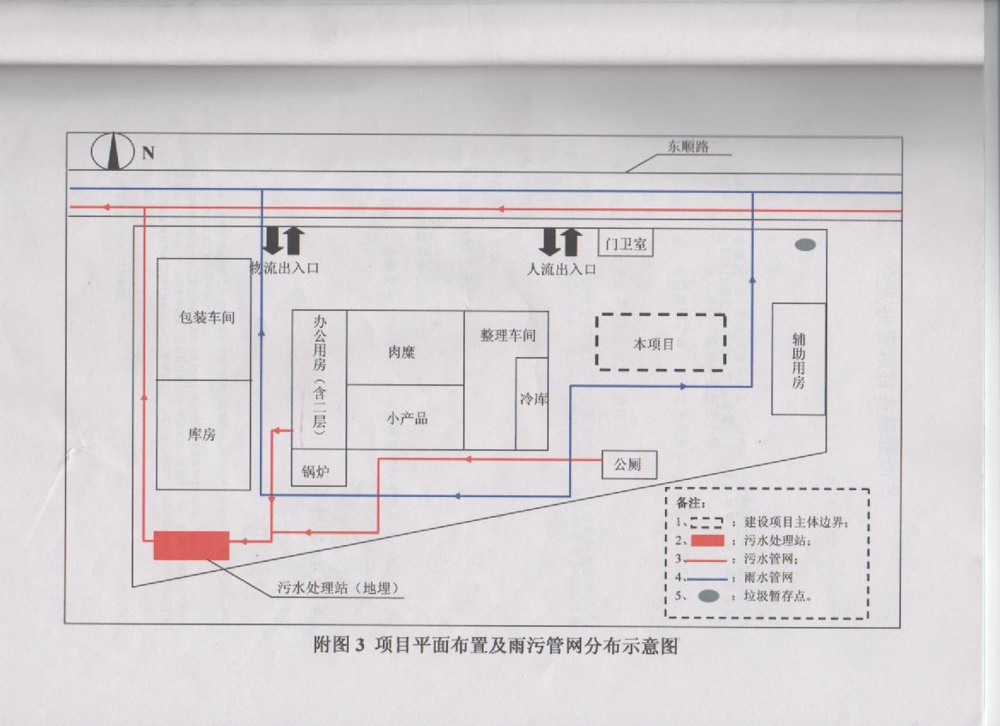 N
东顺路
门卫室
物流出入口
人流出入口
包装车间
办公用房（含二层）
肉糜
整理车间
本项目
辅助用房
冷库
小产品
库房
锅炉
公厕
备注：
1、 ：建设项目主体边界；
2、 ：污水处理站；
3、 ：污水管网；
4、 ：雨水管网
5、 ：垃圾暂存点。
污水处理站（地埋）
附图 3 项目平面布置及雨污管网分布示意图